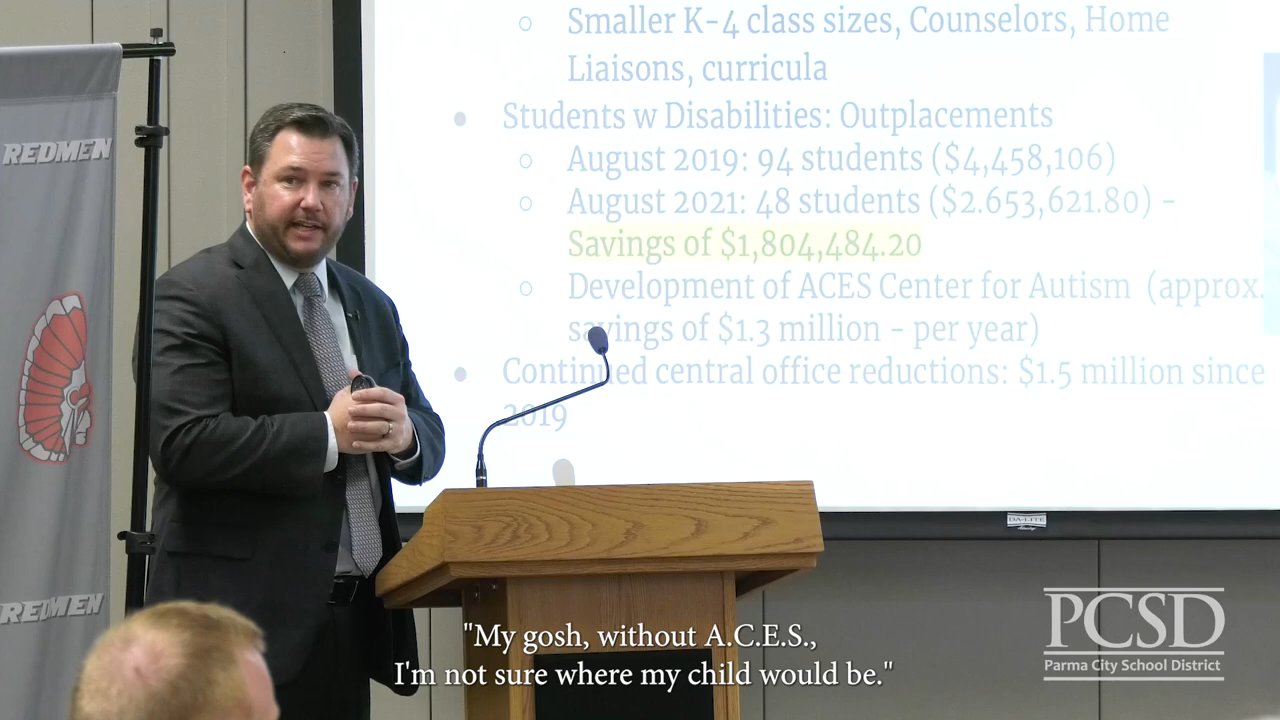 Smaller K-4 class sizes, Counselors, Home
Liaisons, curricula
Students w Disabilities: Outplacements
August 2019: 94 students ($4,458,106)
August 2021: 48 students ($2.653,621.80) -
Savings of $1,804,484.20
Development of ACES Center for Autism (approx.
savings of $1.3 million - per year)
Continued central office reductions: $1.5 million since
2019
REDMEN
REDMEN
DA-LITE
"My gosh, without A.C.E.S.,
I'm not sure where my child would be."
PCSD
Parma City School District